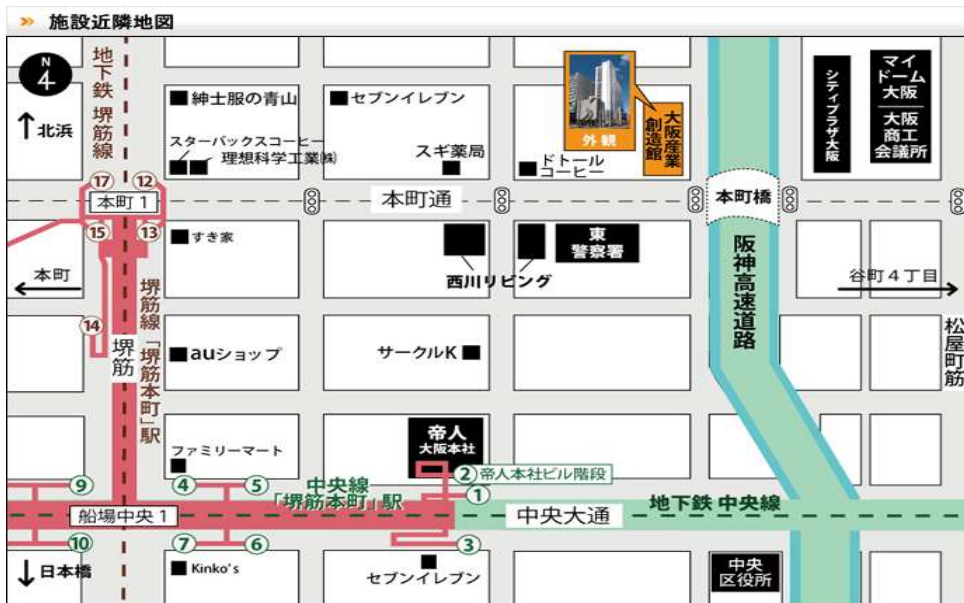 施設近隣地図
N
4
北浜
地下鉄 堺筋線
紳士服の青山
スターバックスコーヒー
理想科学工業㈱
セブンイレブン
スギ薬局
ドトール
コーヒー
外観
大阪産業
創造館
シティプラザ大阪
マイ
ドーム
大阪
大阪
商工
会議所
17
12
本町1
15
13
本町通
本町橋
すき家
西川リビング
東
警察署
本町
谷町4丁目
阪神高速道路
松屋町筋
14
堺筋
堺筋線「堺筋本町」駅
auショップ
サークルK
ファミリーマート
帝人
大阪本社
②帝人本社ビル階段
①
⑨
④
⑤
中央線
「堺筋本町」駅
船場中央1
中央大通
地下鉄 中央線
⑩
⑦
⑥
③
日本橋
Kinko's
セブンイレブン
中央
区役所